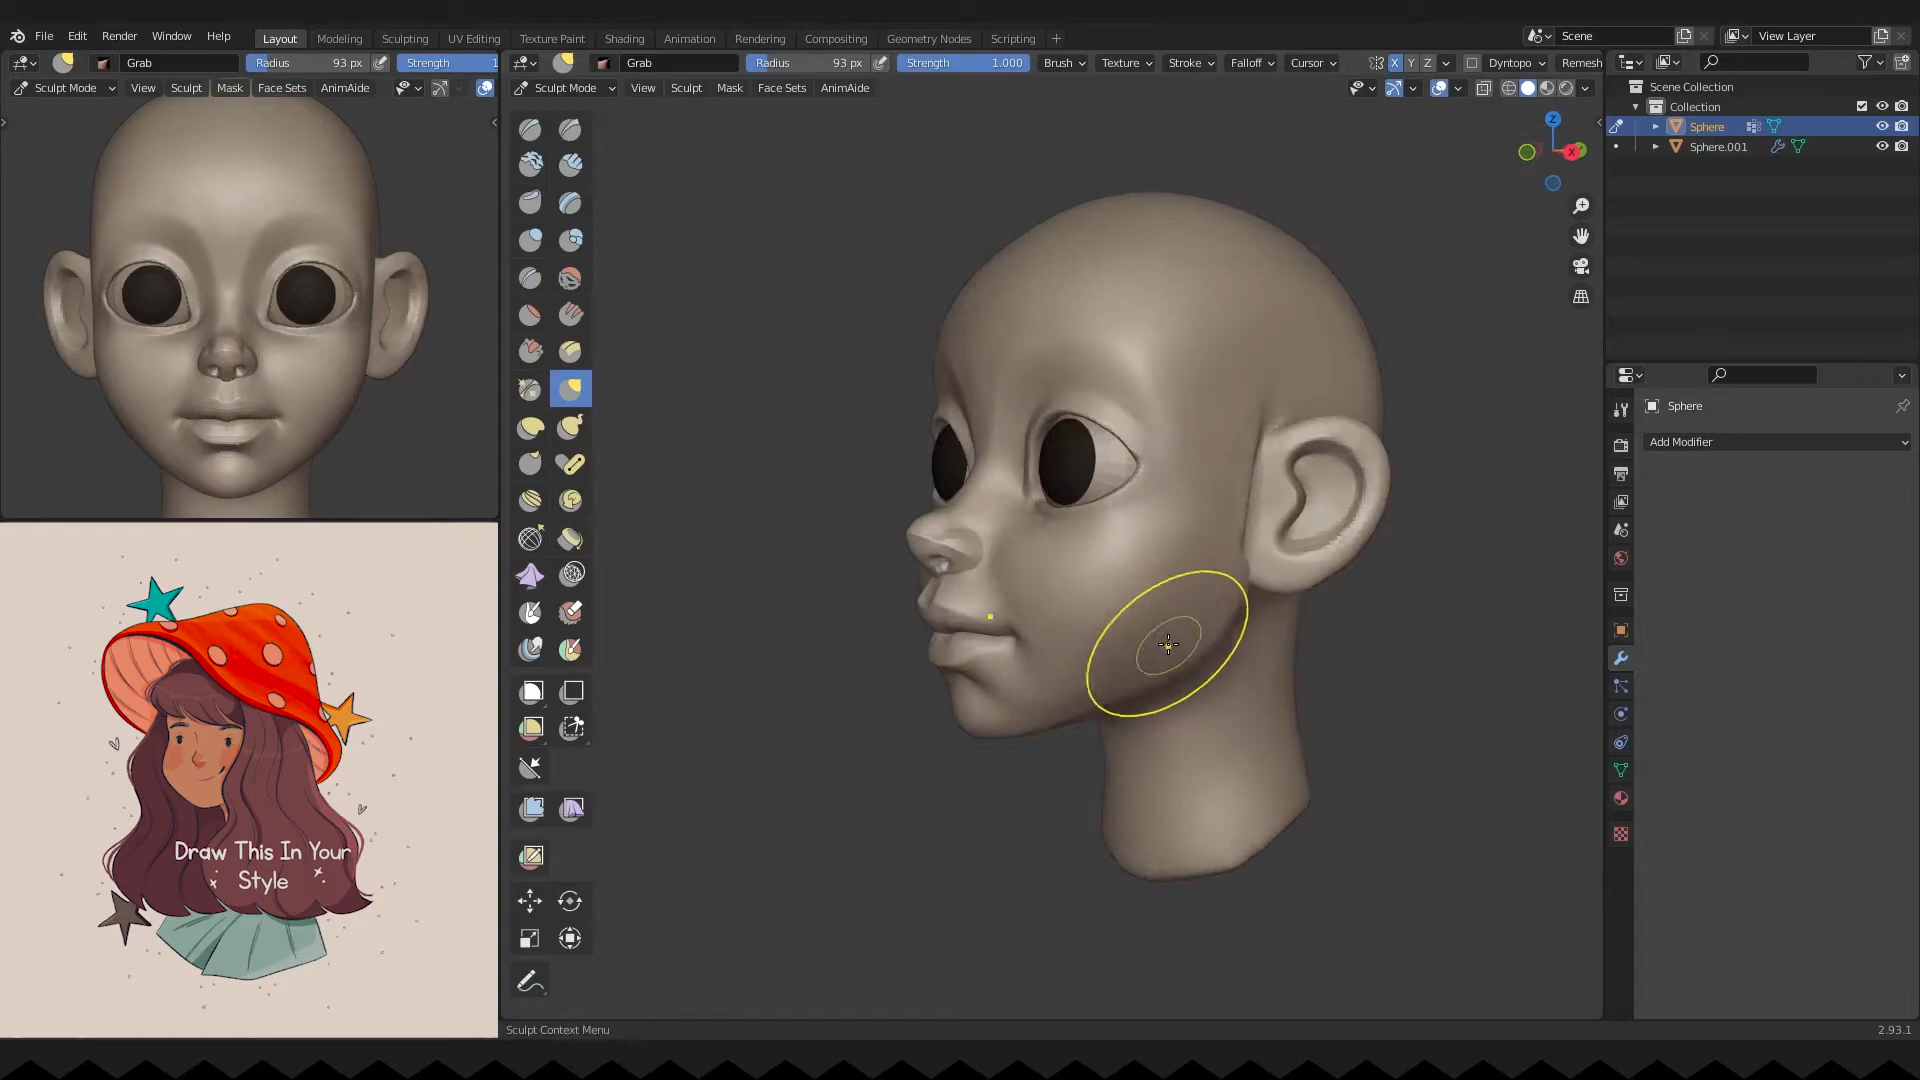 File Edit Render Window Help Layout Modeling Sculpting UV Editing Texture Paint Shading Animation Rendering Compositing Geometry Nodes Scripting + Scene View Layer
Grab Radius 93 px Strength 1
Grab Radius 93 px Strength 1.000 Brush Texture Stroke Falloff Cursor X Y Z Dyntopo Remesh
Sculpt Mode View Sculpt Mask Face Sets AnimAide
Sculpt Mode View Sculpt Mask Face Sets AnimAide
Z
X
Scene Collection
Collection
Sphere
Sphere.001
Sphere
Add Modifier
Draw This In Your
Style
Sculpt Context Menu
2.93.1